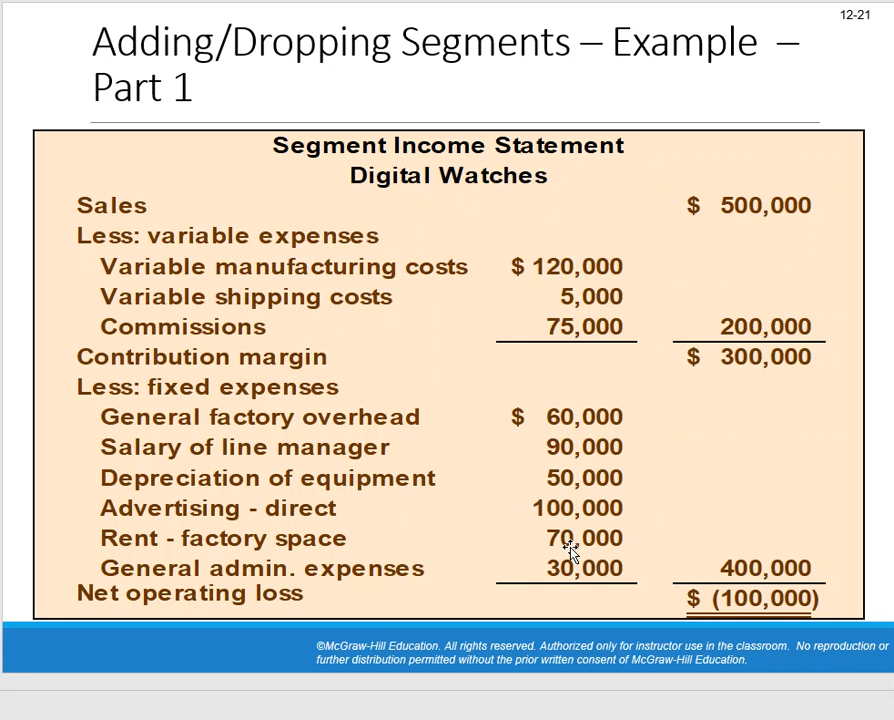 12-21
Adding/Dropping Segments – Example –
Part 1
Segment Income Statement
Digital Watches
Sales $ 500,000
Less: variable expenses
Variable manufacturing costs $ 120,000
Variable shipping costs 5,000
Commissions 75,000 200,000
Contribution margin $ 300,000
Less: fixed expenses
General factory overhead $ 60,000
Salary of line manager 90,000
Depreciation of equipment 50,000
Advertising - direct 100,000
Rent - factory space 70,000
General admin. expenses 30,000 400,000
Net operating loss $ (100,000)
©McGraw-Hill Education. All rights reserved. Authorized only for instructor use in the classroom. No reproduction or
further distribution permitted without the prior written consent of McGraw-Hill Education.